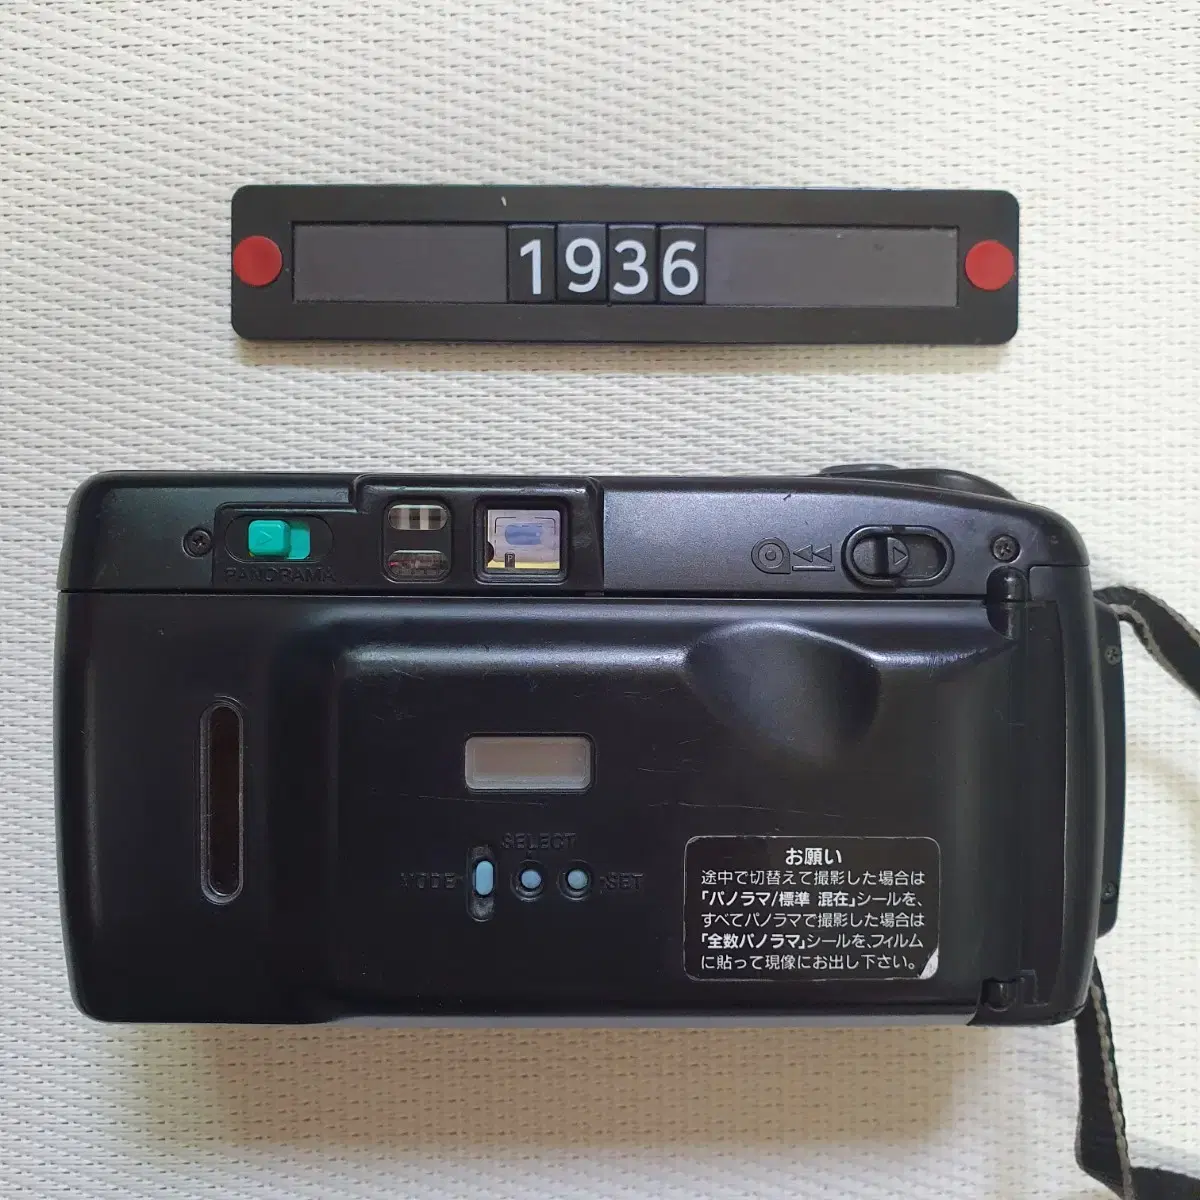 1936
PANORAMA
P
SELECT
MODE SET
お願い
途中で切替えて撮影した場合は
「パノラマ/標準 混在」シールを、
すべてパノラマで撮影した場合は
「全数パノラマ」シールを、フィルム
に貼って現像にお出し下さい。